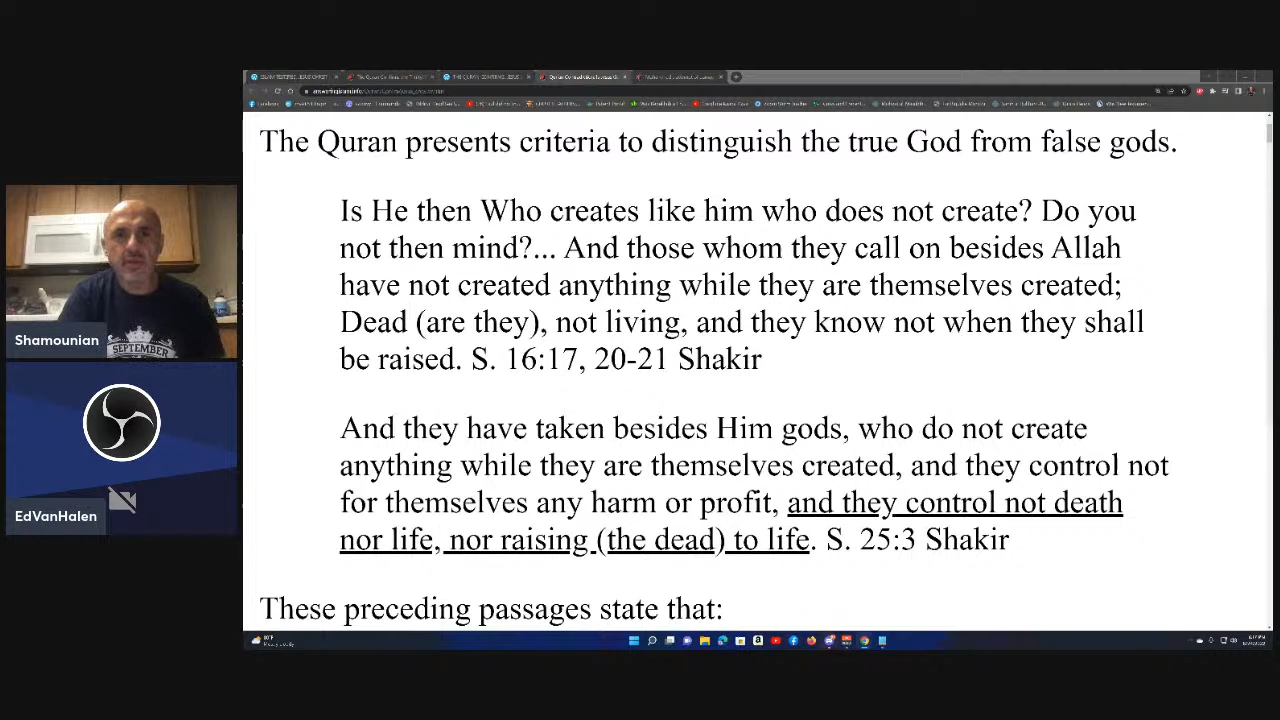 The Quran presents criteria to distinguish the true God from false gods.
Is He then Who creates like him who does not create? Do you
not then mind?... And those whom they call on besides Allah
have not created anything while they are themselves created;
Dead (are they), not living, and they know not when they shall
be raised. S. 16:17, 20-21 Shakir
And they have taken besides Him gods, who do not create
anything while they are themselves created, and they control not
for themselves any harm or profit, and they control not death
nor life, nor raising (the dead) to life. S. 25:3 Shakir
These preceding passages state that:
SEPTEMBER
Shamounian
EdVanHalen